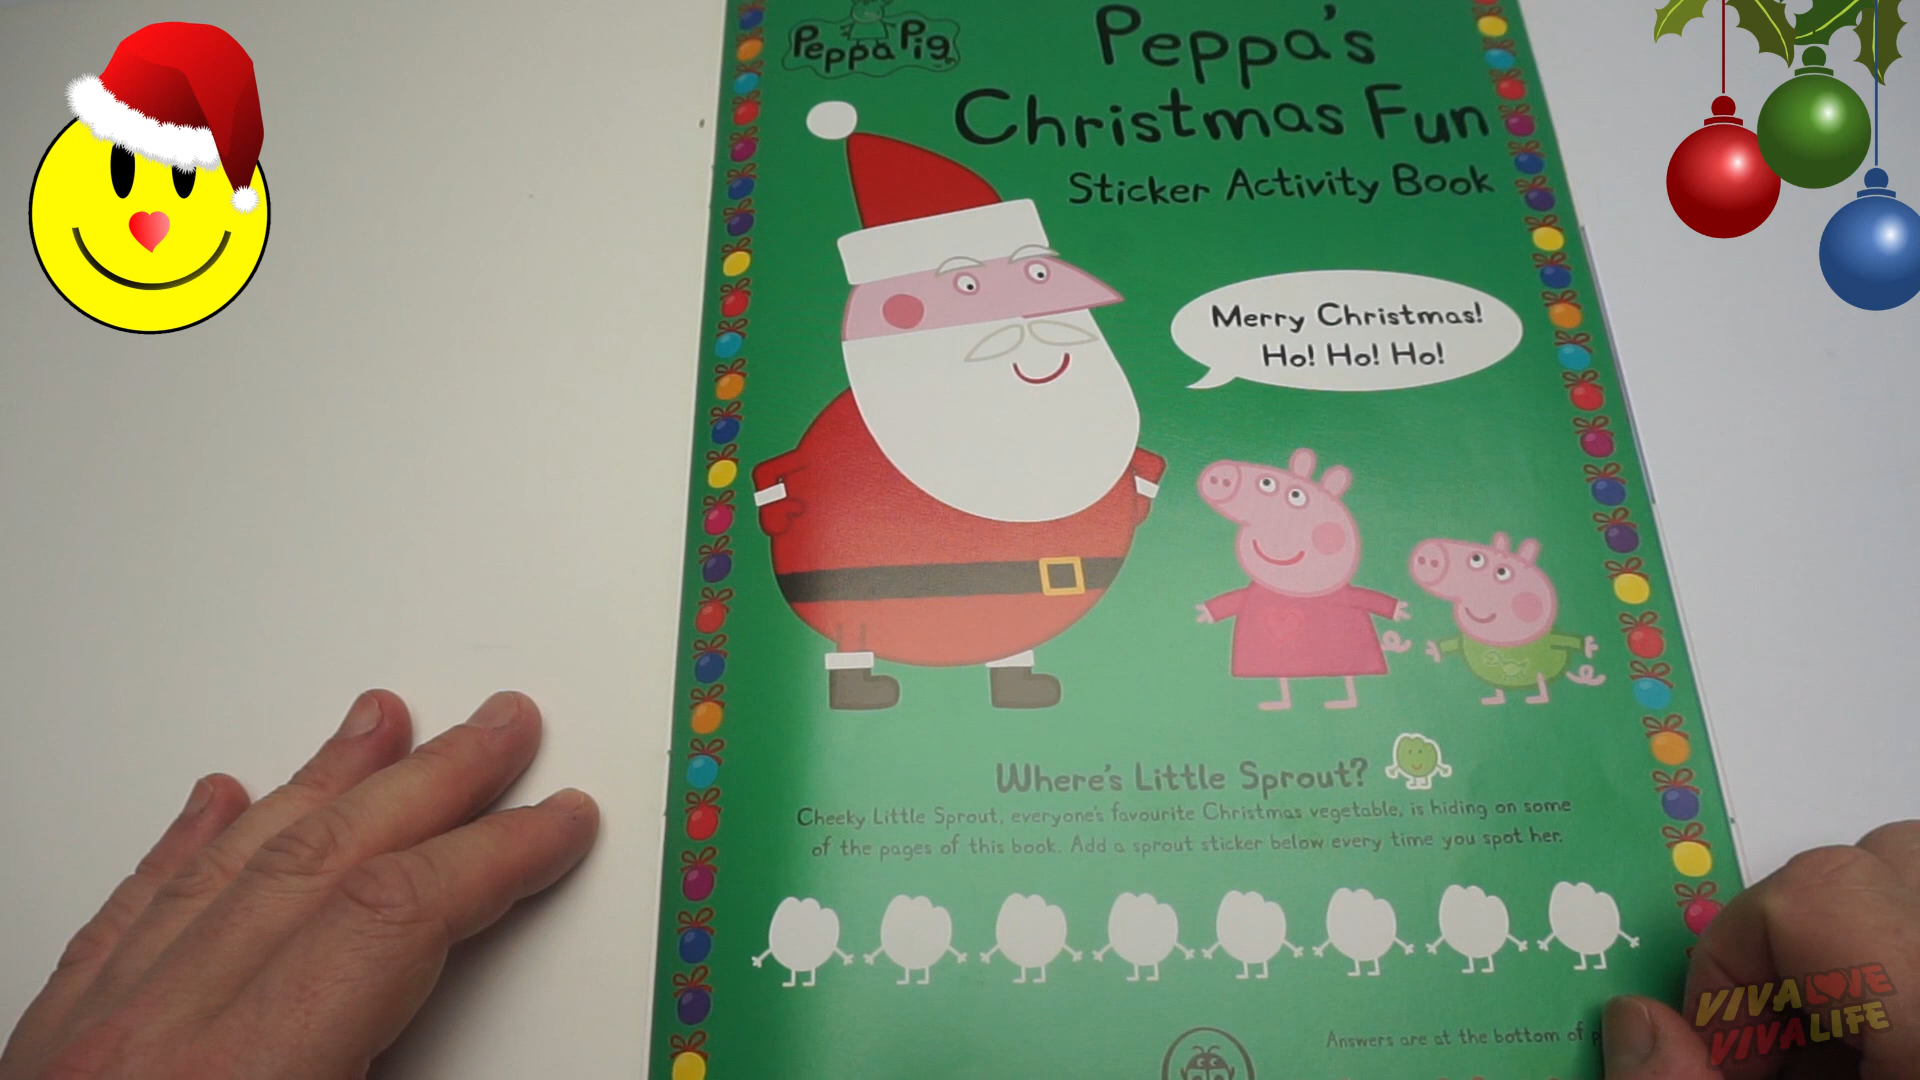 Peppa Pig
Peppa's
Christmas Fun
Sticker Activity Book
Merry Christmas!
Ho! Ho! Ho!
Where's Little Sprout?
Cheeky Little Sprout, everyone's favourite Christmas vegetable, is hiding on some
of the pages of this book. Add a sprout sticker below every time you spot her.
Answers are at the bottom of
VIVA LOVE
VIVA LIFE